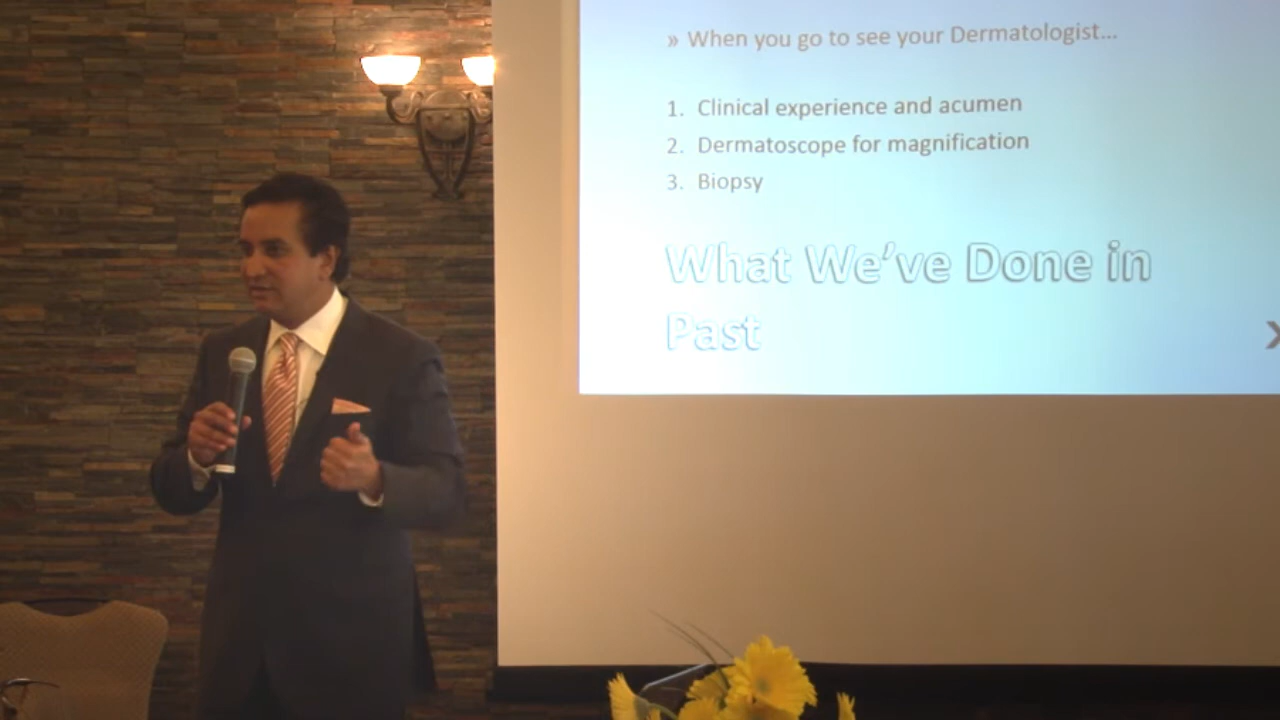 » When you go to see your Dermatologist...
1. Clinical experience and acumen
2. Dermatoscope for magnification
3. Biopsy
What We've Done in
Past